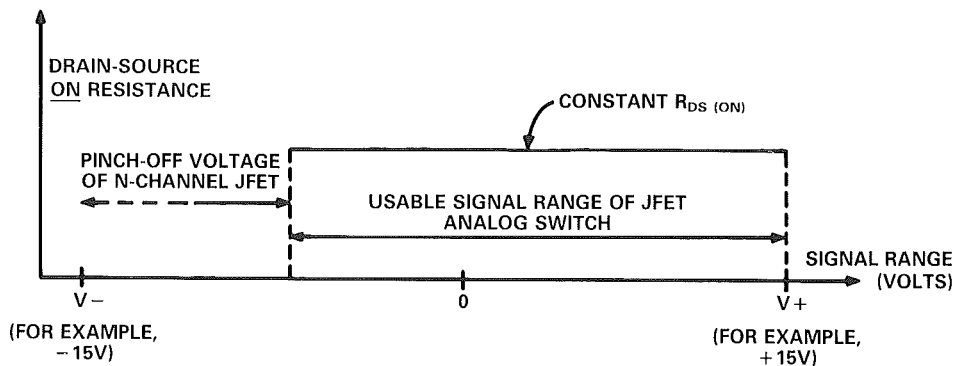 DRAIN-SOURCE
ON RESISTANCE
CONSTANT RDS (ON)
PINCH-OFF VOLTAGE
OF N-CHANNEL JFET
USABLE SIGNAL RANGE OF JFET
ANALOG SWITCH
SIGNAL RANGE
(VOLTS)
V−
0
V+
(FOR EXAMPLE,
−15V)
(FOR EXAMPLE,
+15V)